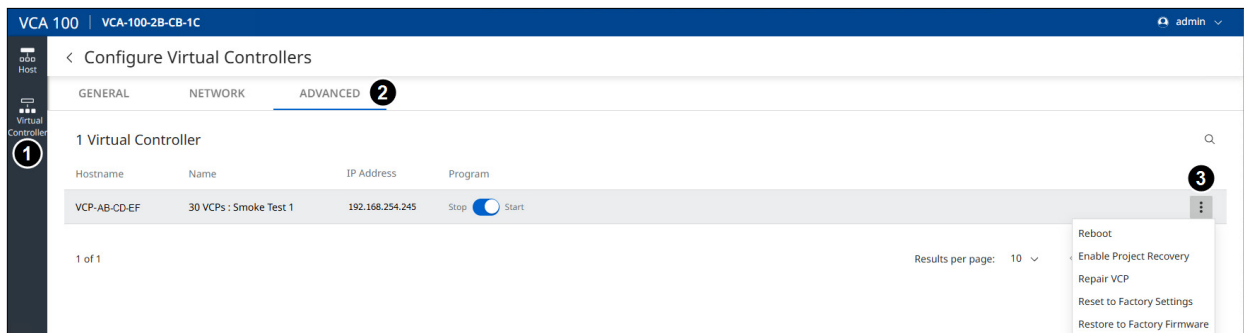 VCA 100 | VCA-100-2B-CB-1C
admin
Host
Virtual
Controller
1
< Configure Virtual Controllers
GENERAL NETWORK ADVANCED 2
1 Virtual Controller
3
Hostname Name IP Address Program
VCP-AB-CD-EF 30 VCPs : Smoke Test 1 192.168.254.245 Stop Start
Reboot
Enable Project Recovery
Repair VCP
Reset to Factory Settings
Restore to Factory Firmware
1 of 1
Results per page: 10